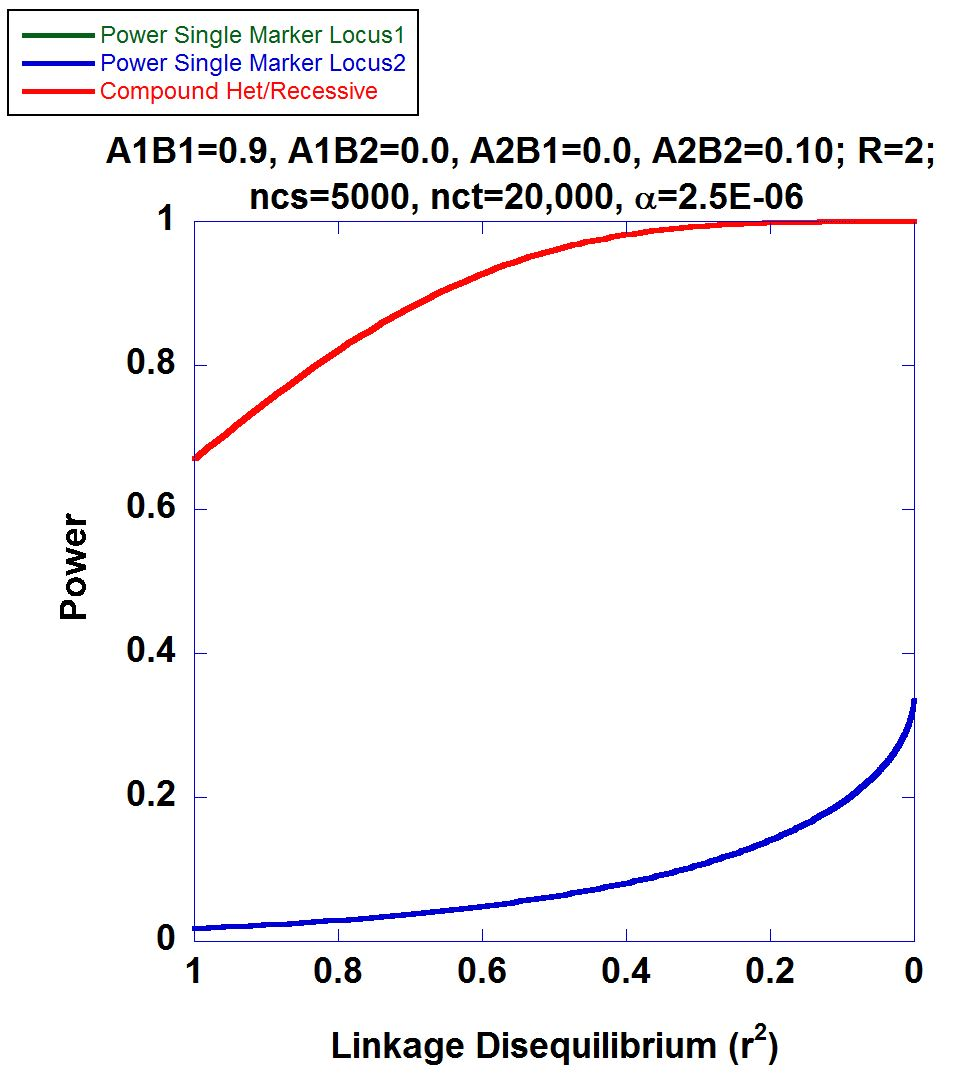 Power Single Marker Locus1
Power Single Marker Locus2
Compound Het/Recessive
A1B1=0.9, A1B2=0.0, A2B1=0.0, A2B2=0.10; R=2;
ncs=5000, nct=20,000, α=2.5E-06
1
0.8
0.6
0.4
0.2
0
Power
1 0.8 0.6 0.4 0.2 0
Linkage Disequilibrium (r²)